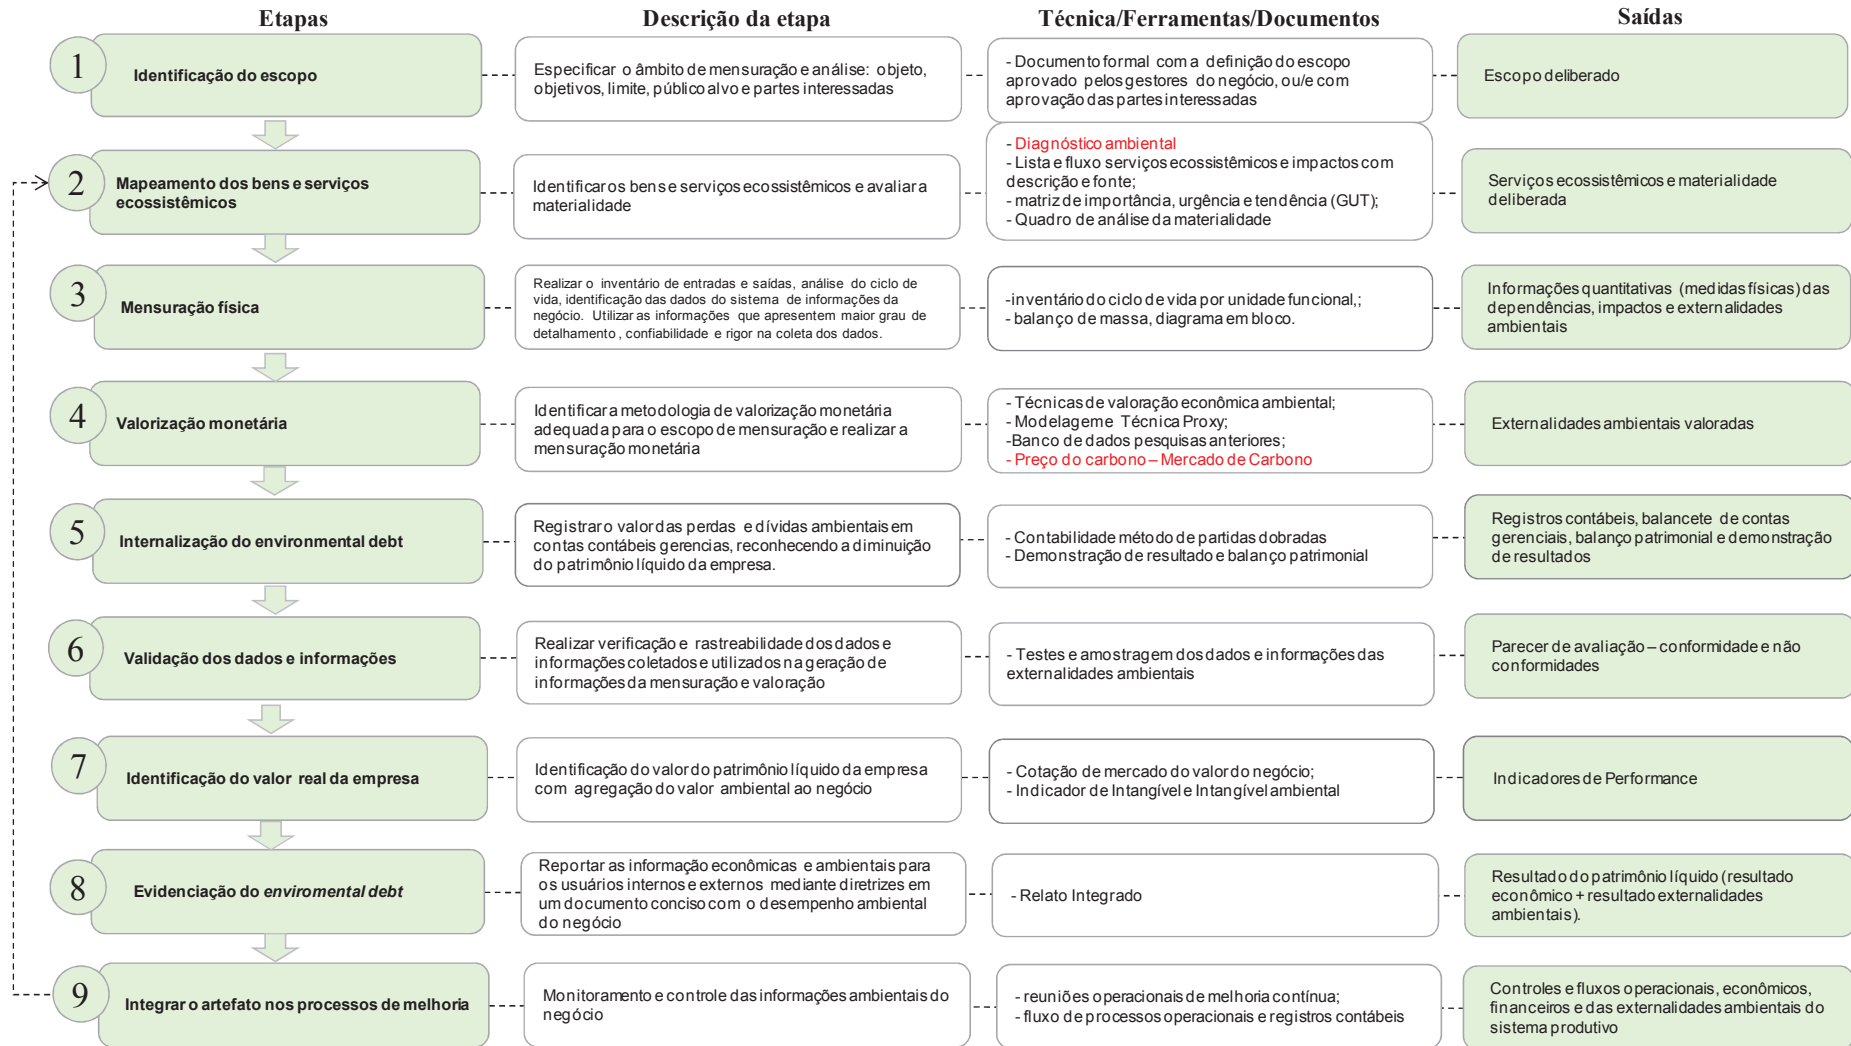 Etapas
Descrição da etapa
Técnica/Ferramentas/Documentos
Saídas
1
Identificação do escopo
Especificar o âmbito de mensuração e análise: objeto,
objetivos, limite, público alvo e partes interessadas
- Documento formal com a definição do escopo
aprovado pelos gestores do negócio, ou/e com
aprovação das partes interessadas
Escopo deliberado
2
Mapeamento dos bens e serviços
ecossistêmicos
Identificar os bens e serviços ecossistêmicos e avaliar a
materialidade
- Diagnóstico ambiental
- Lista e fluxo serviços ecossistêmicos e impactos com
descrição e fonte;
- matriz de importância, urgência e tendência (GUT);
- Quadro de análise da materialidade
Serviços ecossistêmicos e materialidade
deliberada
3
Mensuração física
Realizar o inventário de entradas e saídas, análise do ciclo de
vida, identificação das dados do sistema de informações da
negócio. Utilizar as informações que apresentem maior grau de
detalhamento , confiabilidade e rigor na coleta dos dados.
-inventário do ciclo de vida por unidade funcional,;
- balanço de massa, diagrama em bloco.
Informações quantitativas (medidas físicas) das
dependências, impactos e externalidades
ambientais
4
Valorização monetária
Identificar a metodologia de valorização monetária
adequada para o escopo de mensuração e realizar a
mensuração monetária
- Técnicas de valoração econômica ambiental;
- Modelagem e Técnica Proxy;
-Banco de dados pesquisas anteriores;
- Preço do carbono – Mercado de Carbono
Externalidades ambientais valoradas
5
Internalização do environmental debt
Registrar o valor das perdas e dívidas ambientais em
contas contábeis gerencias, reconhecendo a diminuição
do patrimônio líquido da empresa.
- Contabilidade método de partidas dobradas
- Demonstração de resultado e balanço patrimonial
Registros contábeis, balancete de contas
gerenciais, balanço patrimonial e demonstração
de resultados
6
Validação dos dados e informações
Realizar verificação e rastreabilidade dos dados e
informações coletados e utilizados na geração de
informações da mensuração e valoração
- Testes e amostragem dos dados e informações das
externalidades ambientais
Parecer de avaliação – conformidade e não
conformidades
7
Identificação do valor real da empresa
Identificação do valor do patrimônio líquido da empresa
com agregação do valor ambiental ao negócio
- Cotação de mercado do valor do negócio;
- Indicador de Intangível e Intangível ambiental
Indicadores de Performance
8
Evidenciação do enviromental debt
Reportar as informação econômicas e ambientais para
os usuários internos e externos mediante diretrizes em
um documento conciso com o desempenho ambiental
do negócio
- Relato Integrado
Resultado do patrimônio líquido (resultado
econômico + resultado externalidades
ambientais).
9
Integrar o artefato nos processos de melhoria
Monitoramento e controle das informações ambientais do
negócio
- reuniões operacionais de melhoria contínua;
- fluxo de processos operacionais e registros contábeis
Controles e fluxos operacionais, econômicos,
financeiros e das externalidades ambientais do
sistema produtivo